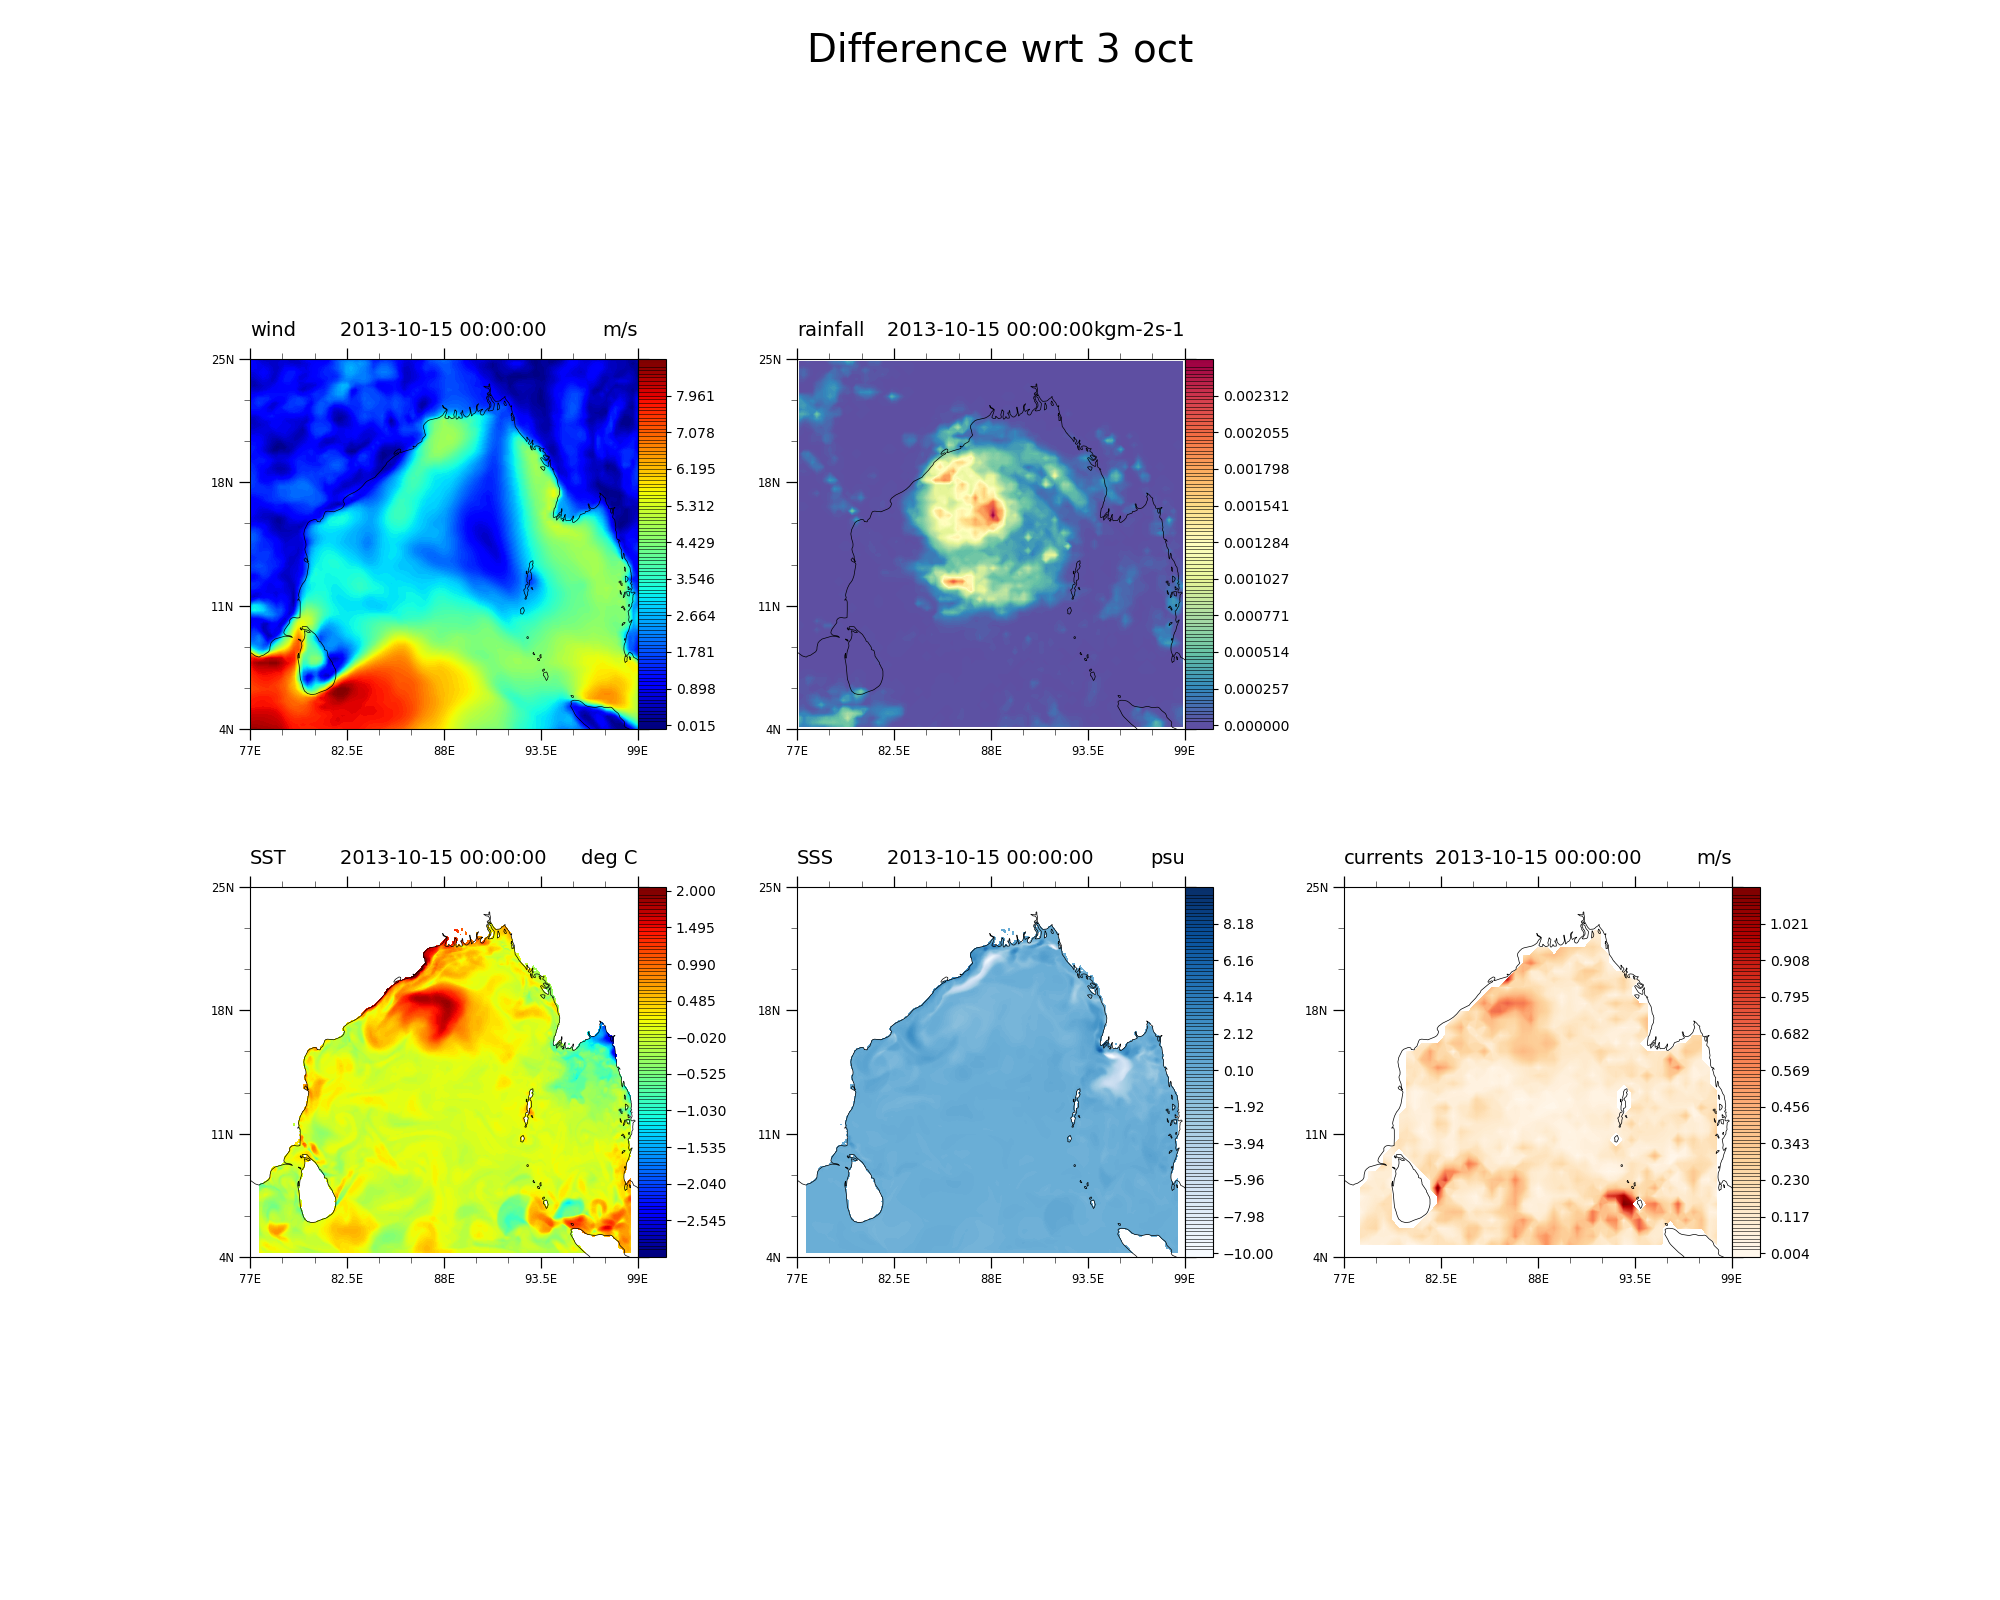 Difference wrt 3 oct
wind 2013-10-15 00:00:00 m/s
25N
18N
11N
4N
77E 82.5E 88E 93.5E 99E
7.961
7.078
6.195
5.312
4.429
3.546
2.664
1.781
0.898
0.015
rainfall 2013-10-15 00:00:00kgm-2s-1
25N
18N
11N
4N
77E 82.5E 88E 93.5E 99E
0.002312
0.002055
0.001798
0.001541
0.001284
0.001027
0.000771
0.000514
0.000257
0.000000
SST 2013-10-15 00:00:00 deg C
25N
18N
11N
4N
77E 82.5E 88E 93.5E 99E
2.000
1.495
0.990
0.485
−0.020
−0.525
−1.030
−1.535
−2.040
−2.545
SSS 2013-10-15 00:00:00 psu
25N
18N
11N
4N
77E 82.5E 88E 93.5E 99E
8.18
6.16
4.14
2.12
0.10
−1.92
−3.94
−5.96
−7.98
−10.00
currents 2013-10-15 00:00:00 m/s
25N
18N
11N
4N
77E 82.5E 88E 93.5E 99E
1.021
0.908
0.795
0.682
0.569
0.456
0.343
0.230
0.117
0.004